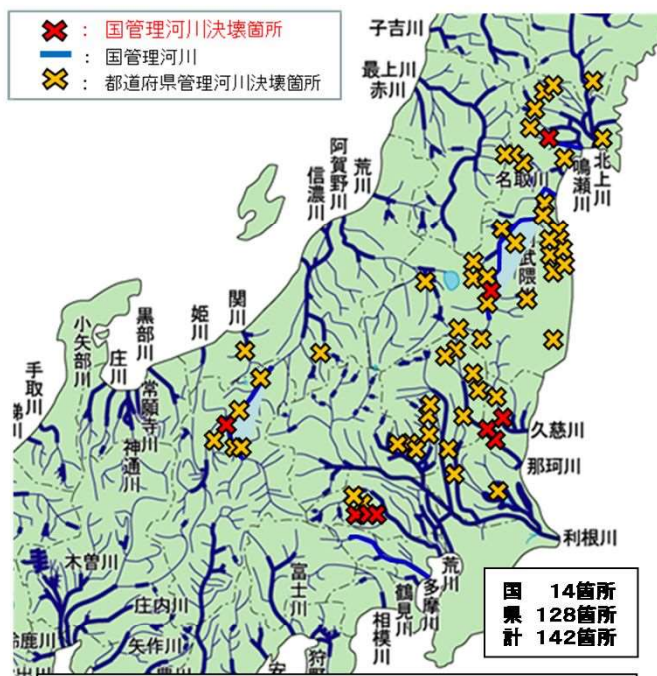 ： 国管理河川決壊箇所
： 国管理河川
： 都道府県管理河川決壊箇所
子吉川
最上川
赤川
荒川
阿賀野川
信濃川
名取川
鳴瀬川
北上川
武隈
関川
姫川
黒部川
小矢部川
庄川
常願寺川
神通川
手取川
久慈川
那珂川
利根川
荒川
多摩川
鶴見川
相模川
富士川
狩野
木曽川
庄内川
矢作川
鈴鹿川
国 14箇所
県 128箇所
計 142箇所